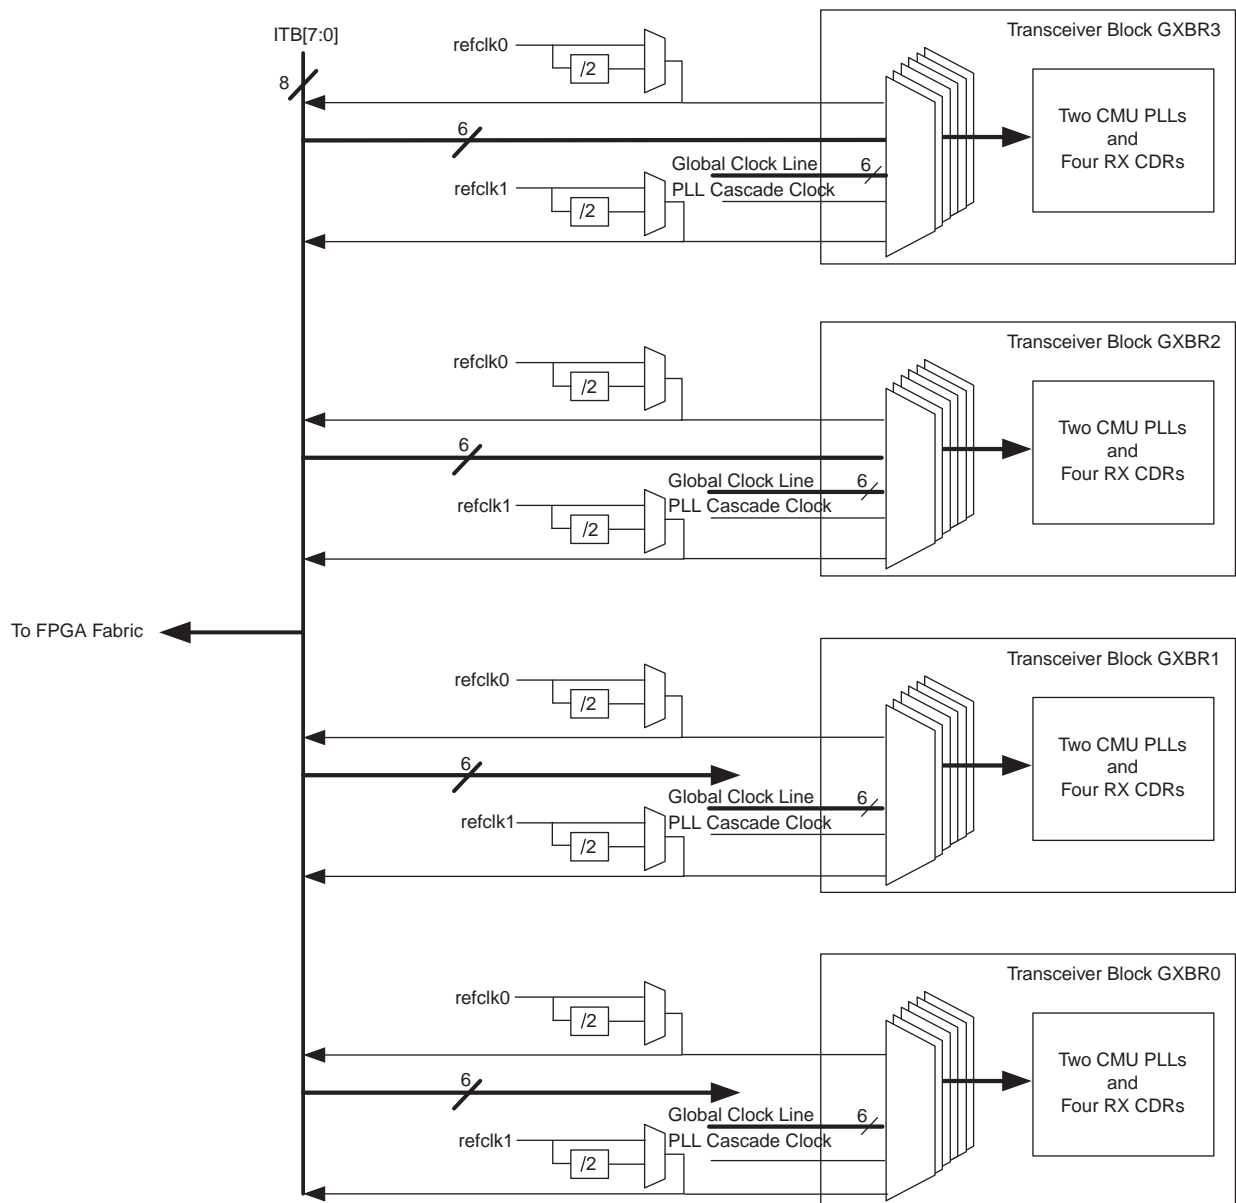 ITB[7:0]
8
refclk0
/2
Transceiver Block GXBR3
6
Two CMU PLLs
and
Four RX CDRs
Global Clock Line
6
refclk1
PLL Cascade Clock
/2
Transceiver Block GXBR2
refclk0
/2
6
Two CMU PLLs
and
Four RX CDRs
Global Clock Line
6
refclk1
PLL Cascade Clock
/2
To FPGA Fabric
Transceiver Block GXBR1
refclk0
/2
6
Two CMU PLLs
and
Four RX CDRs
Global Clock Line
6
refclk1
PLL Cascade Clock
/2
Transceiver Block GXBR0
refclk0
/2
6
Two CMU PLLs
and
Four RX CDRs
Global Clock Line
6
refclk1
PLL Cascade Clock
/2